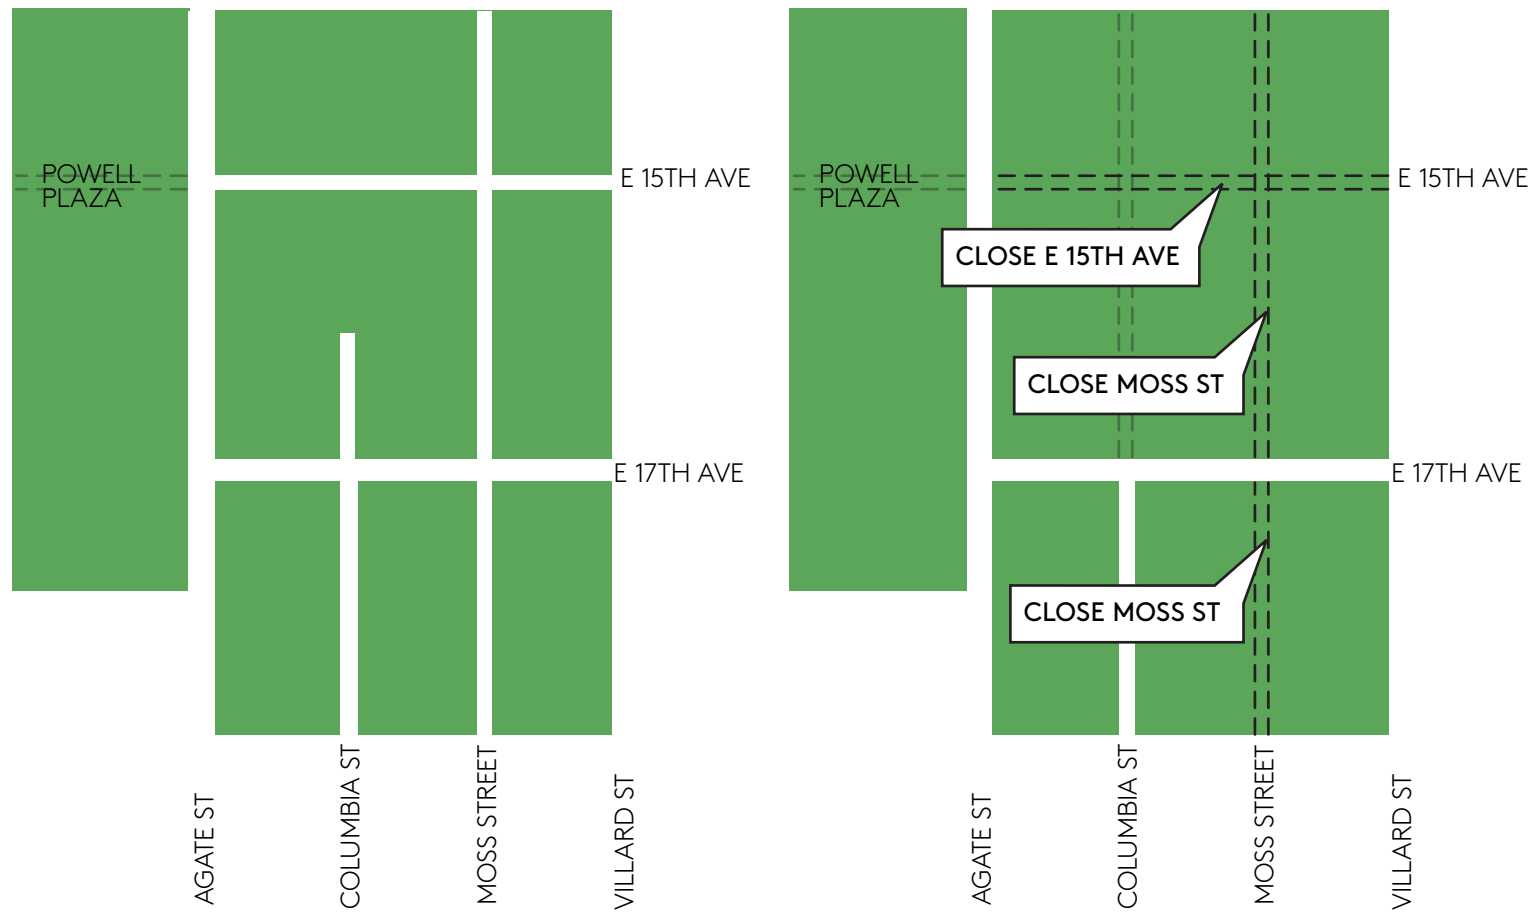 POWELL
PLAZA
E 15TH AVE
E 17TH AVE
AGATE ST
COLUMBIA ST
MOSS STREET
VILLARD ST
POWELL
PLAZA
E 15TH AVE
CLOSE E 15TH AVE
CLOSE MOSS ST
E 17TH AVE
CLOSE MOSS ST
AGATE ST
COLUMBIA ST
MOSS STREET
VILLARD ST